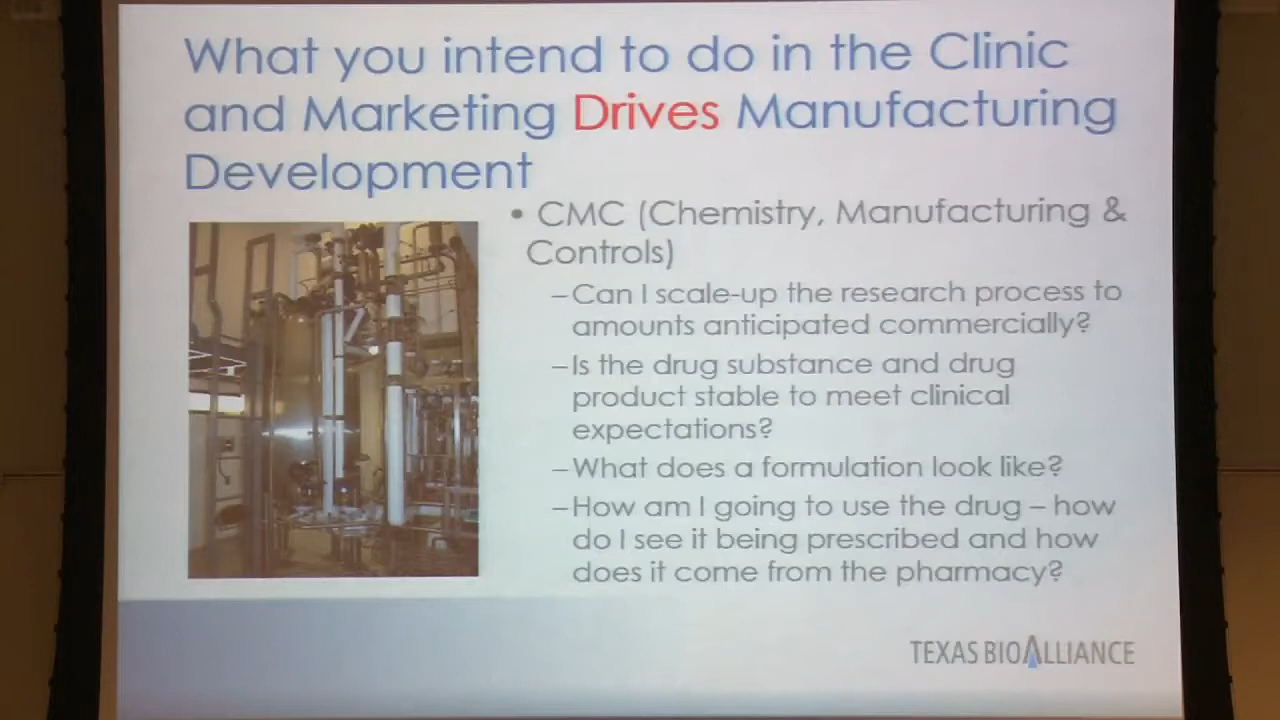 What you intend to do in the Clinic
and Marketing Drives Manufacturing
Development
• CMC (Chemistry, Manufacturing &
Controls)
–Can I scale-up the research process to
amounts anticipated commercially?
–Is the drug substance and drug
product stable to meet clinical
expectations?
–What does a formulation look like?
–How am I going to use the drug – how
do I see it being prescribed and how
does it come from the pharmacy?
TEXAS BIOALLIANCE